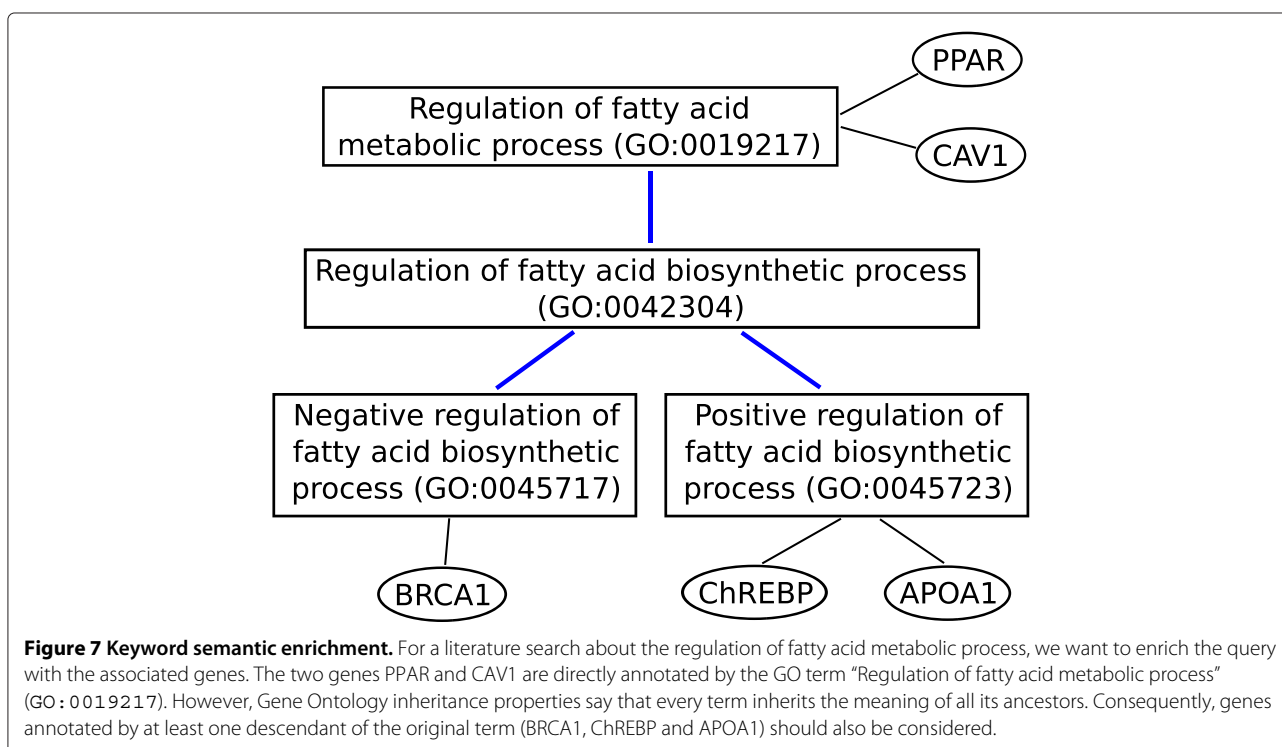 PPAR
Regulation of fatty acid
metabolic process (GO:0019217)
CAV1
Regulation of fatty acid biosynthetic process
(GO:0042304)
Negative regulation of
fatty acid biosynthetic
process (GO:0045717)
Positive regulation of
fatty acid biosynthetic
process (GO:0045723)
BRCA1
ChREBP
APOA1
Figure 7 Keyword semantic enrichment. For a literature search about the regulation of fatty acid metabolic process, we want to enrich the query
with the associated genes. The two genes PPAR and CAV1 are directly annotated by the GO term “Regulation of fatty acid metabolic process”
(GO:0019217). However, Gene Ontology inheritance properties say that every term inherits the meaning of all its ancestors. Consequently, genes
annotated by at least one descendant of the original term (BRCA1, ChREBP and APOA1) should also be considered.